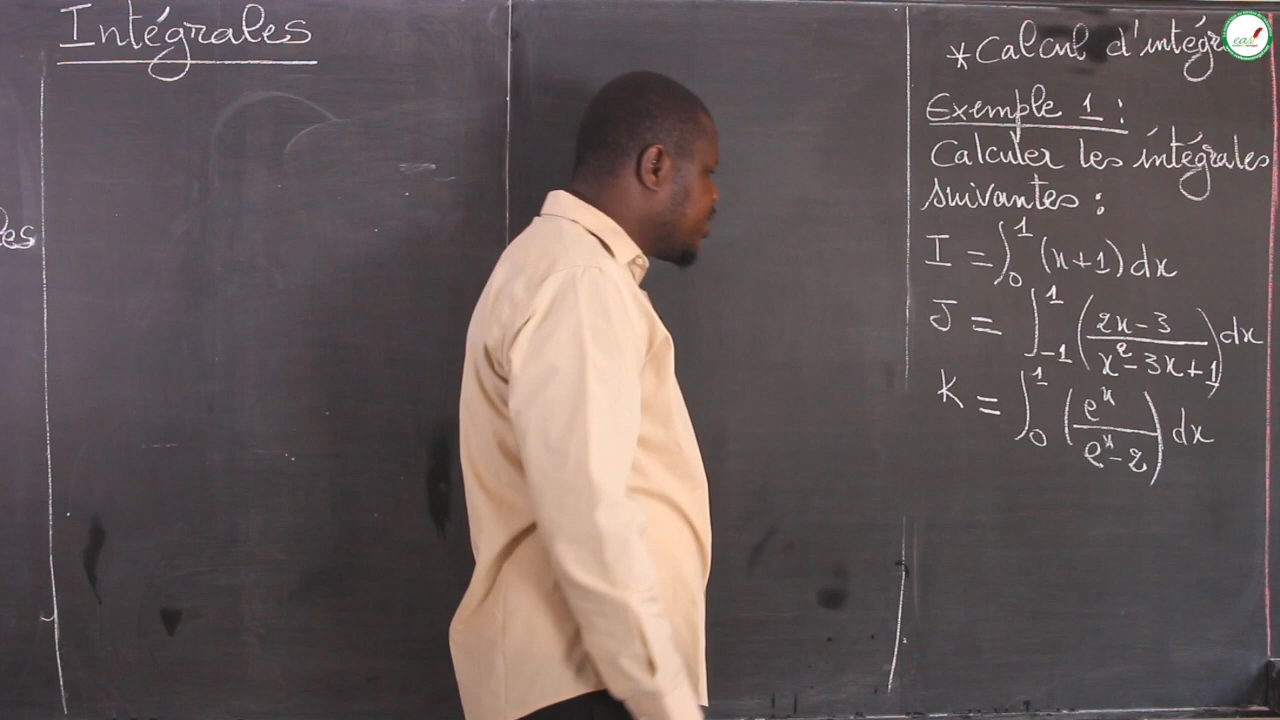 Intégrales
*Calcul d'intégr
Exemple 1 :
Calculer les intégrales
suivantes :
I = ∫₀¹ (x+1) dx
J = ∫₋₁¹ ((2x-3)/(x²-3x+1)) dx
K = ∫₀¹ (eˣ/(eˣ-2)) dx
es
eas